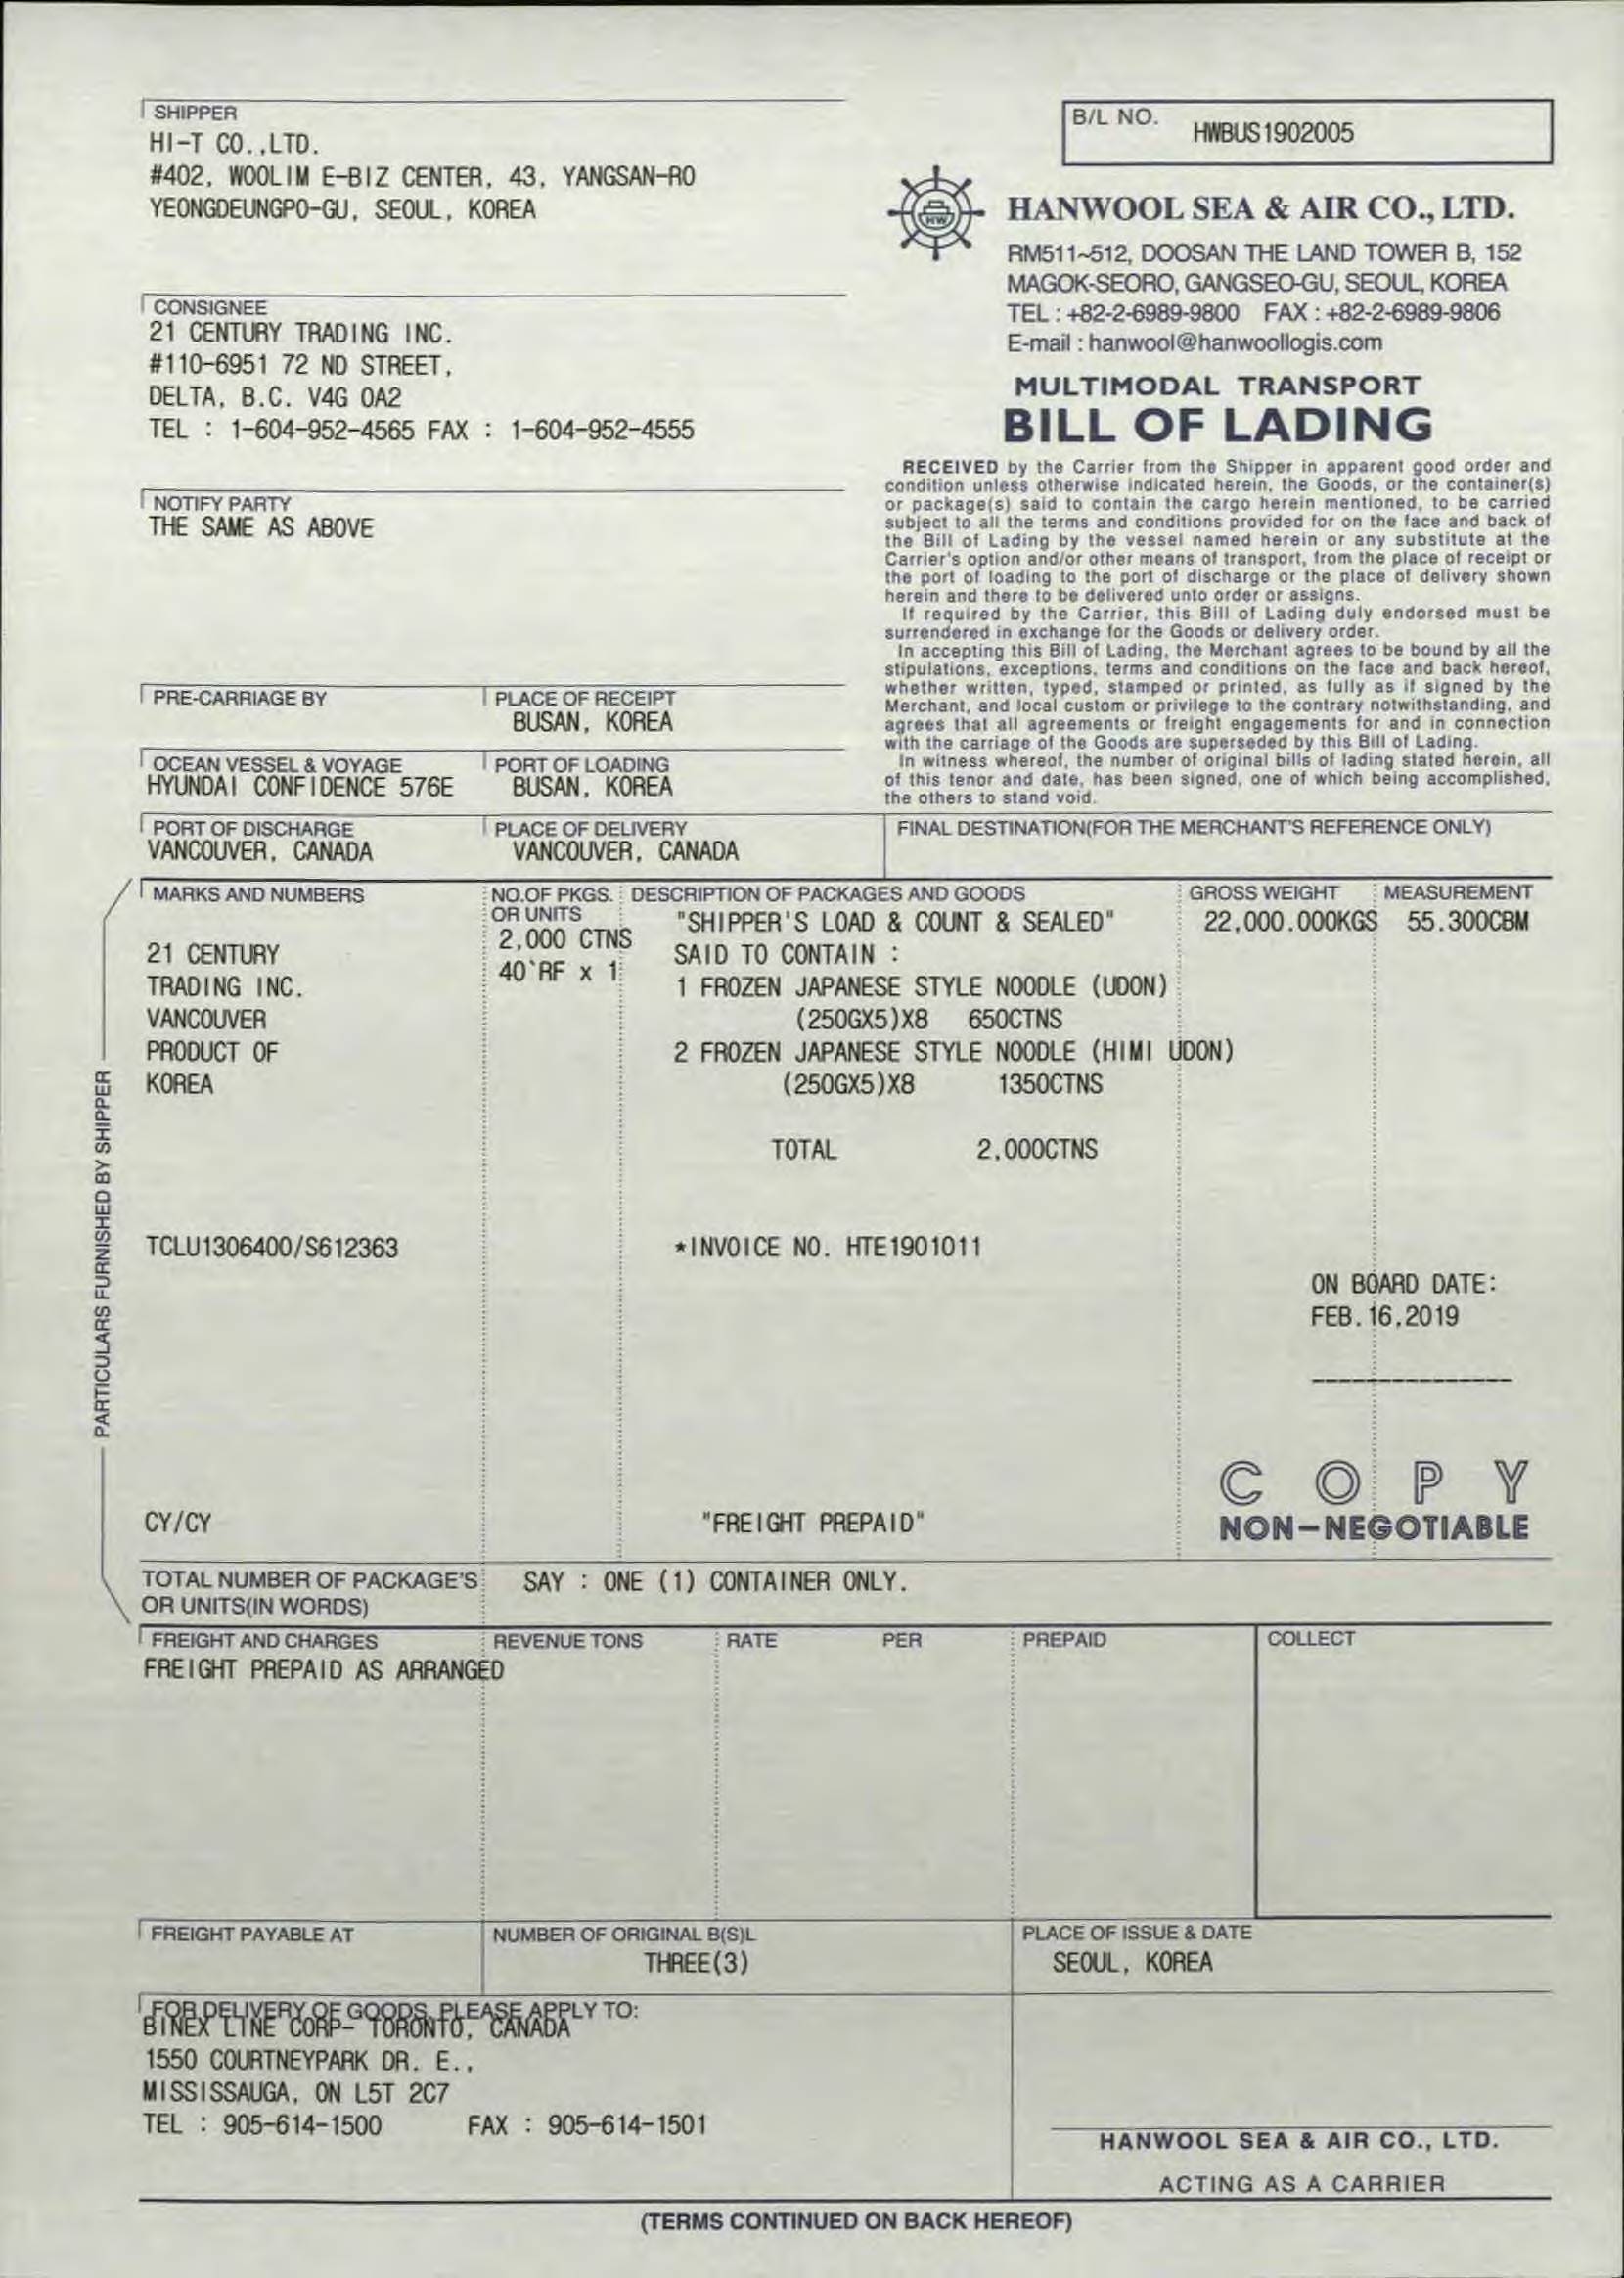 SHIPPER
HI-T CO.,LTD.
#402, WOOLIM E-BIZ CENTER, 43, YANGSAN-RO
YEONGDEUNGPO-GU, SEOUL, KOREA
B/L NO.
HWBUS1902005
HW
HANWOOL SEA & AIR CO., LTD.
RM511~512, DOOSAN THE LAND TOWER B, 152
MAGOK-SEORO, GANGSEO-GU, SEOUL, KOREA
TEL : +82-2-6989-9800 FAX : +82-2-6989-9806
E-mail : hanwool@hanwoollogis.com
CONSIGNEE
21 CENTURY TRADING INC.
#110-6951 72 ND STREET,
DELTA, B.C. V4G 0A2
TEL : 1-604-952-4565 FAX : 1-604-952-4555
MULTIMODAL TRANSPORT
BILL OF LADING
RECEIVED by the Carrier from the Shipper in apparent good order and
condition unless otherwise indicated herein, the Goods, or the container(s)
or package(s) said to contain the cargo herein mentioned, to be carried
subject to all the terms and conditions provided for on the face and back of
the Bill of Lading by the vessel named herein or any substitute at the
Carrier's option and/or other means of transport, from the place of receipt or
the port of loading to the port of discharge or the place of delivery shown
herein and there to be delivered unto order or assigns.
If required by the Carrier, this Bill of Lading duly endorsed must be
surrendered in exchange for the Goods or delivery order.
In accepting this Bill of Lading, the Merchant agrees to be bound by all the
stipulations, exceptions, terms and conditions on the face and back hereof,
whether written, typed, stamped or printed, as fully as if signed by the
Merchant, and local custom or privilege to the contrary notwithstanding, and
agrees that all agreements or freight engagements for and in connection
with the carriage of the Goods are superseded by this Bill of Lading.
In witness whereof, the number of original bills of lading stated herein, all
of this tenor and date, has been signed, one of which being accomplished,
the others to stand void.
NOTIFY PARTY
THE SAME AS ABOVE
PRE-CARRIAGE BY
PLACE OF RECEIPT
BUSAN, KOREA
OCEAN VESSEL & VOYAGE
HYUNDAI CONFIDENCE 576E
PORT OF LOADING
BUSAN, KOREA
PORT OF DISCHARGE
VANCOUVER, CANADA
PLACE OF DELIVERY
VANCOUVER, CANADA
FINAL DESTINATION(FOR THE MERCHANT'S REFERENCE ONLY)
PARTICULARS FURNISHED BY SHIPPER
MARKS AND NUMBERS
21 CENTURY
TRADING INC.
VANCOUVER
PRODUCT OF
KOREA
NO.OF PKGS.
OR UNITS
2,000 CTNS
40`RF x 1
DESCRIPTION OF PACKAGES AND GOODS
"SHIPPER'S LOAD & COUNT & SEALED"
SAID TO CONTAIN :
1 FROZEN JAPANESE STYLE NOODLE (UDON)
(250GX5)X8 650CTNS
2 FROZEN JAPANESE STYLE NOODLE (HIMI UDON)
(250GX5)X8 1350CTNS
TOTAL 2,000CTNS
GROSS WEIGHT
22,000.000KGS
MEASUREMENT
55.300CBM
TCLU1306400/S612363
*INVOICE NO. HTE1901011
ON BOARD DATE:
FEB.16,2019
CY/CY
"FREIGHT PREPAID"
COPY
NON-NEGOTIABLE
TOTAL NUMBER OF PACKAGE'S
OR UNITS(IN WORDS)
SAY : ONE (1) CONTAINER ONLY.
FREIGHT AND CHARGES
REVENUE TONS
RATE
PER
PREPAID
COLLECT
FREIGHT PREPAID AS ARRANGED
FREIGHT PAYABLE AT
NUMBER OF ORIGINAL B(S)L
THREE(3)
PLACE OF ISSUE & DATE
SEOUL, KOREA
FOR DELIVERY OF GOODS, PLEASE APPLY TO:
BINEX LINE CORP- TORONTO, CANADA
1550 COURTNEYPARK DR. E.,
MISSISSAUGA, ON L5T 2C7
TEL : 905-614-1500 FAX : 905-614-1501
HANWOOL SEA & AIR CO., LTD.
ACTING AS A CARRIER
(TERMS CONTINUED ON BACK HEREOF)